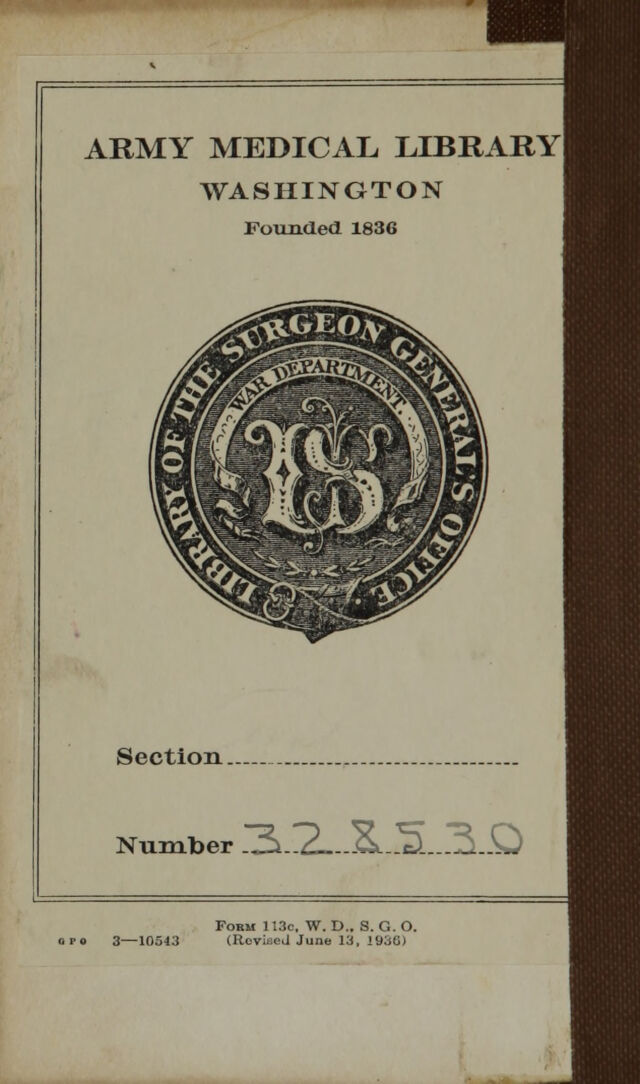 ARMY MEDICAL LIBRARY
WASHINGTON
Founded 1836
LIBRARY OF THE SURGEON GENERAL'S OFFICE.
WAR DEPARTMENT.
LS
Section
Number 328530
Form 113c, W. D., S. G. O.
GPO 3—10543 (Revised June 13, 1936)